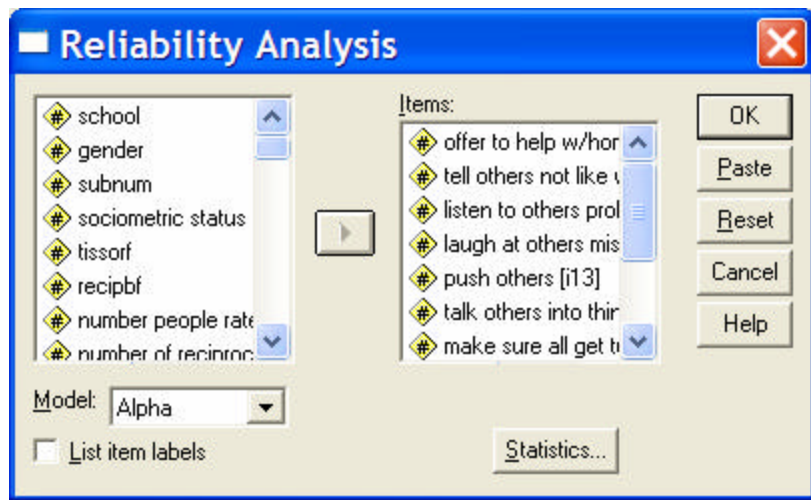 Reliability Analysis
school
gender
subnum
sociometric status
tissorf
recipbf
number people rate
number of reciproc
Items:
offer to help w/hor
tell others not like
listen to others prol
laugh at others mis
push others [i13]
talk others into thin
make sure all get
OK
Paste
Reset
Cancel
Help
Model: Alpha
List item labels
Statistics...